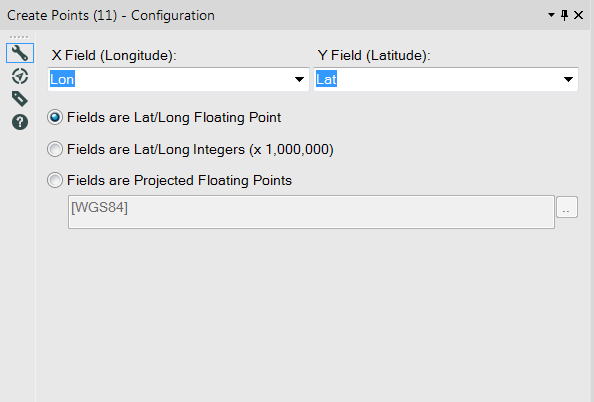 Create Points (11) - Configuration
X Field (Longitude): Y Field (Latitude):
Lon Lat
Fields are Lat/Long Floating Point
Fields are Lat/Long Integers (x 1,000,000)
Fields are Projected Floating Points
[WGS84] ..